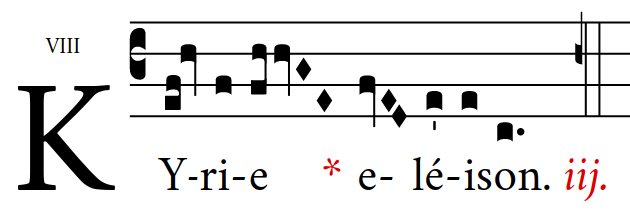 VIII
KY-ri-e * e- lé-ison. iij.